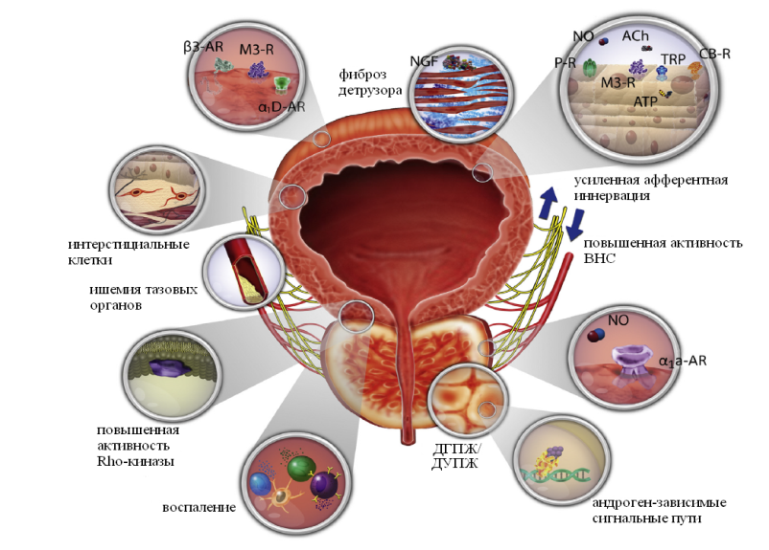 β3-AR
M3-R
α₁D-AR
фиброз
детрузора
NGF
NO
ACh
P-R
TRP
CB-R
M3-R
ATP
усиленная афферентная
иннервация
повышенная активность
ВНС
интерстициальные
клетки
ишемия тазовых
органов
NO
α₁a-AR
повышенная
активность
Rho-киназы
ДГПЖ/
ДУПЖ
воспаление
андроген-зависимые
сигнальные пути